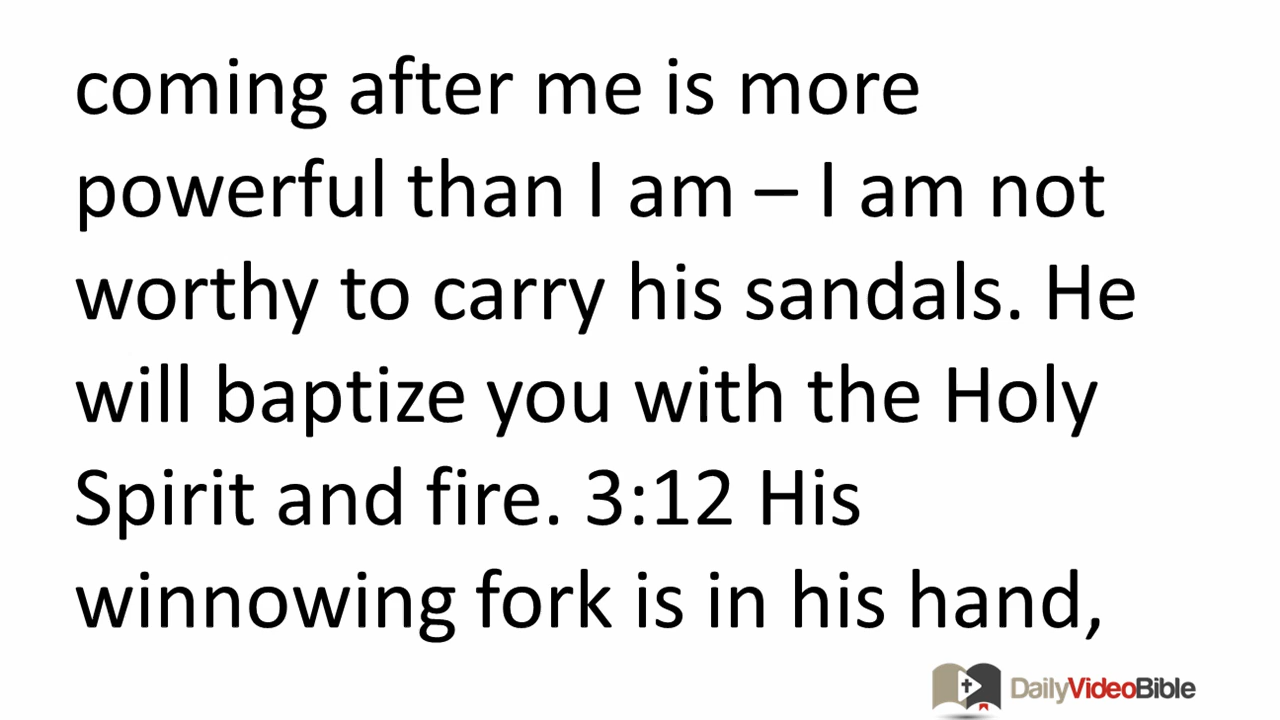 coming after me is more
powerful than I am – I am not
worthy to carry his sandals. He
will baptize you with the Holy
Spirit and fire. 3:12 His
winnowing fork is in his hand,
DailyVideoBible